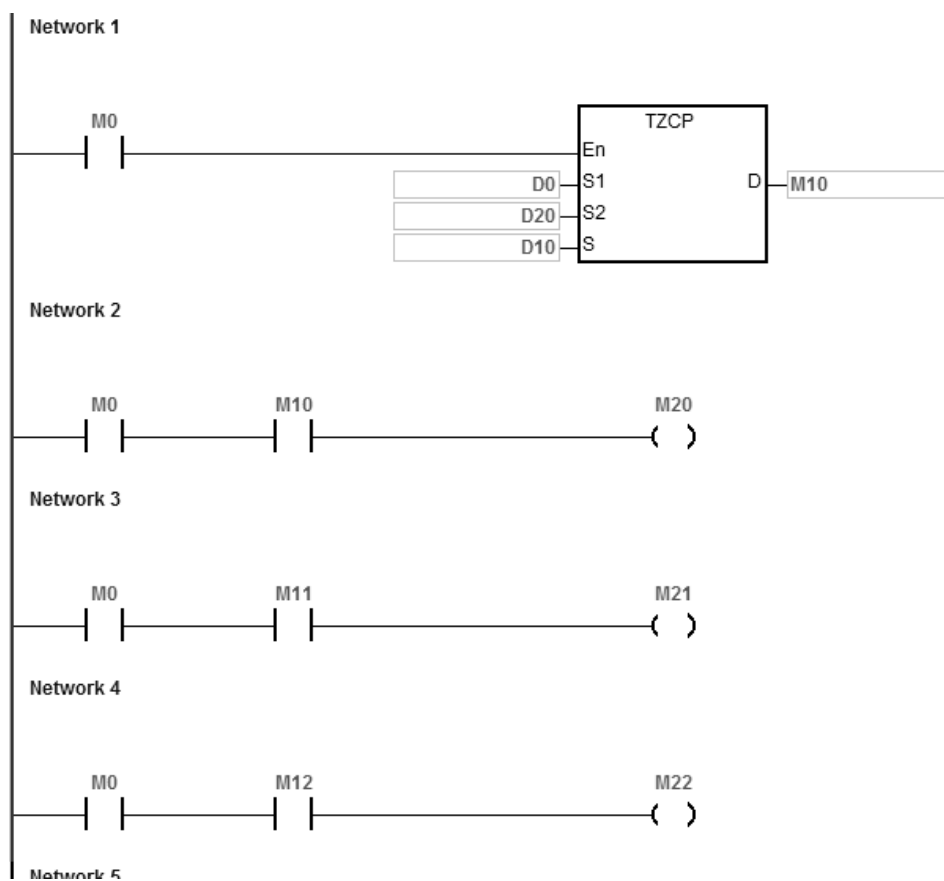 Network 1
M0
TZCP
En
D0 S1 D M10
D20 S2
D10 S
Network 2
M0 M10 M20
Network 3
M0 M11 M21
Network 4
M0 M12 M22
Network 5